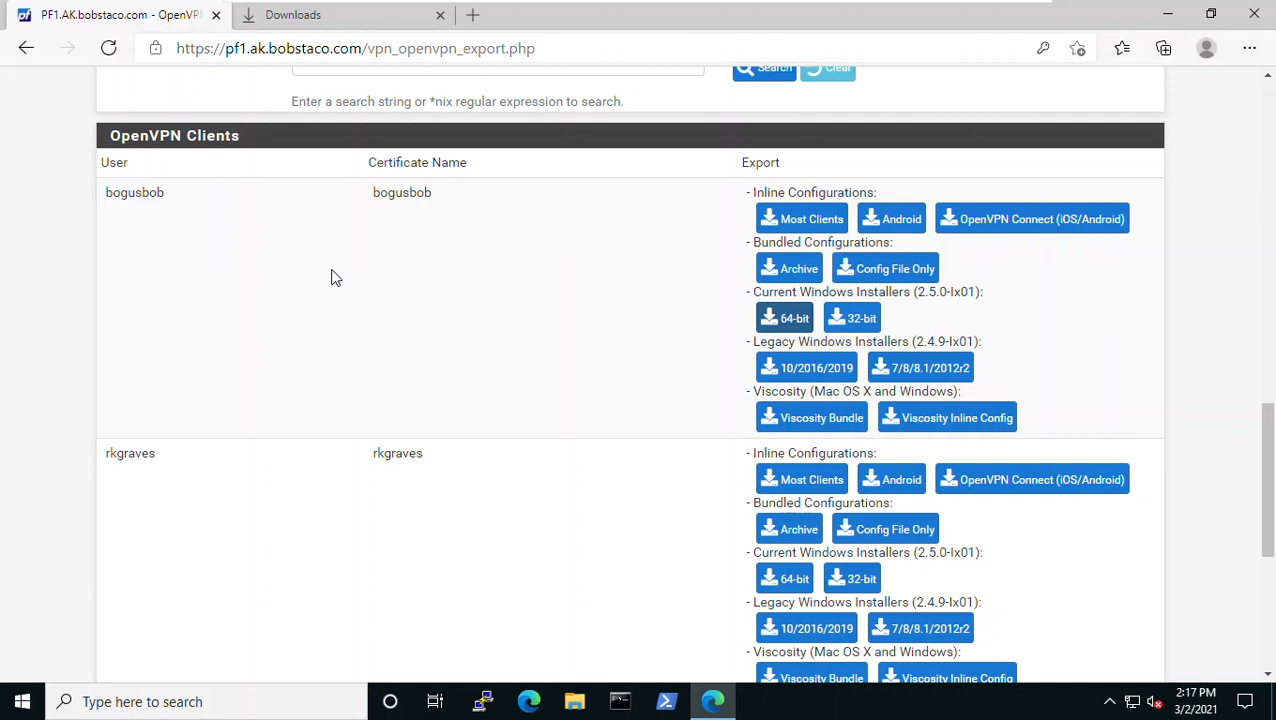 PF1.AK.bobstaco.com - OpenVP
Downloads
https://pf1.ak.bobstaco.com/vpn_openvpn_export.php
Search Clear
Enter a search string or *nix regular expression to search.
OpenVPN Clients
User Certificate Name Export
bogusbob bogusbob - Inline Configurations:
Most Clients Android OpenVPN Connect (iOS/Android)
- Bundled Configurations:
Archive Config File Only
- Current Windows Installers (2.5.0-Ix01):
64-bit 32-bit
- Legacy Windows Installers (2.4.9-Ix01):
10/2016/2019 7/8/8.1/2012r2
- Viscosity (Mac OS X and Windows):
Viscosity Bundle Viscosity Inline Config
rkgraves rkgraves - Inline Configurations:
Most Clients Android OpenVPN Connect (iOS/Android)
- Bundled Configurations:
Archive Config File Only
- Current Windows Installers (2.5.0-Ix01):
64-bit 32-bit
- Legacy Windows Installers (2.4.9-Ix01):
10/2016/2019 7/8/8.1/2012r2
- Viscosity (Mac OS X and Windows):
Viscosity Bundle Viscosity Inline Config
Type here to search
2:17 PM
3/2/2021